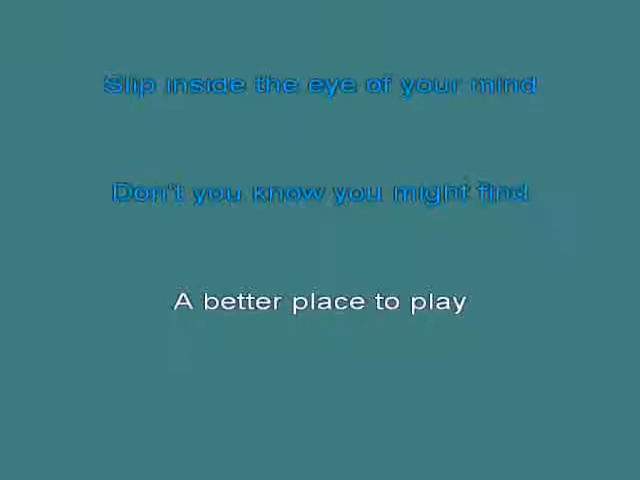 Slip inside the eye of your mind
Don't you know you might find
A better place to play